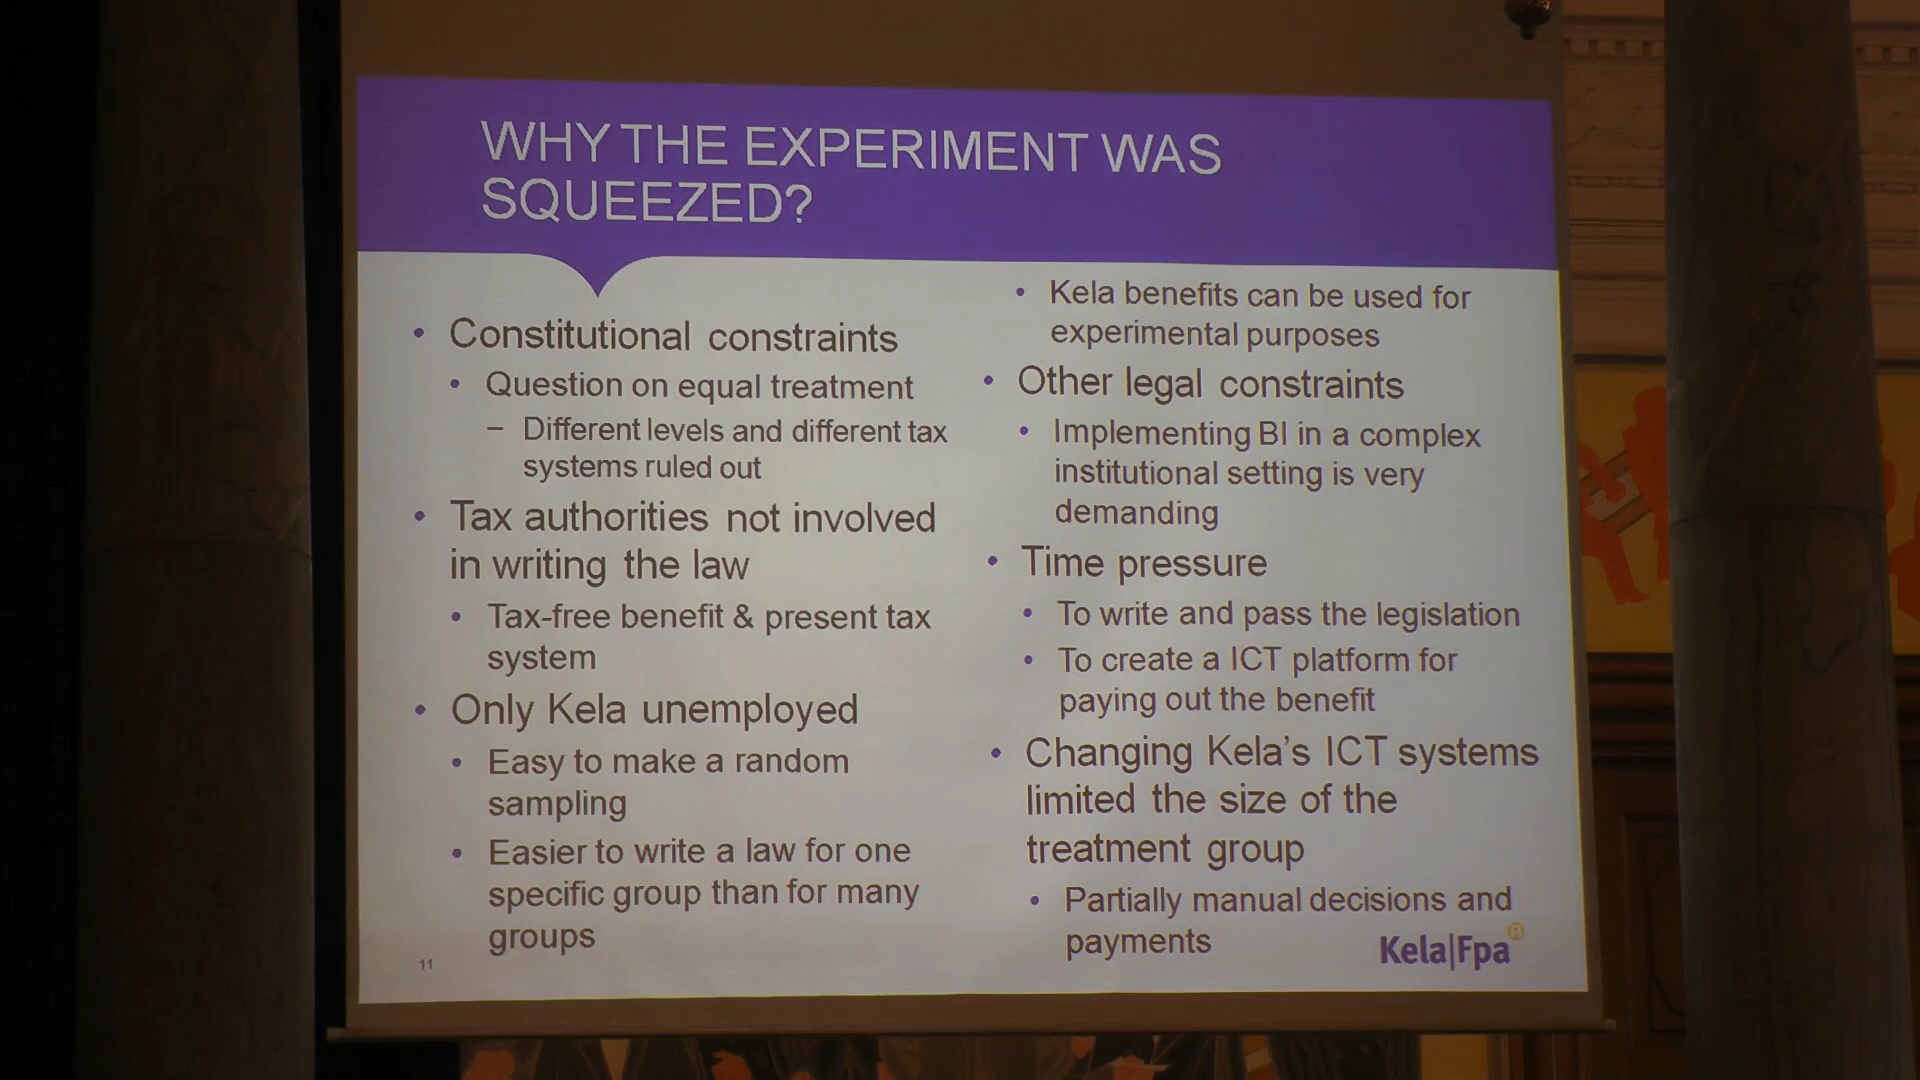 WHY THE EXPERIMENT WAS
SQUEEZED?
• Constitutional constraints
• Question on equal treatment
– Different levels and different tax
systems ruled out
• Tax authorities not involved
in writing the law
• Tax-free benefit & present tax
system
• Only Kela unemployed
• Easy to make a random
sampling
• Easier to write a law for one
specific group than for many
groups
• Kela benefits can be used for
experimental purposes
• Other legal constraints
• Implementing BI in a complex
institutional setting is very
demanding
• Time pressure
• To write and pass the legislation
• To create a ICT platform for
paying out the benefit
• Changing Kela's ICT systems
limited the size of the
treatment group
• Partially manual decisions and
payments
11
Kela|Fpa